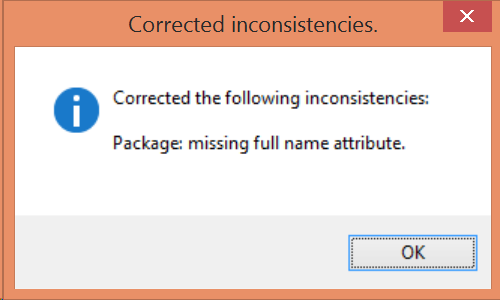 Corrected inconsistencies.
Corrected the following inconsistencies:
Package: missing full name attribute.
OK